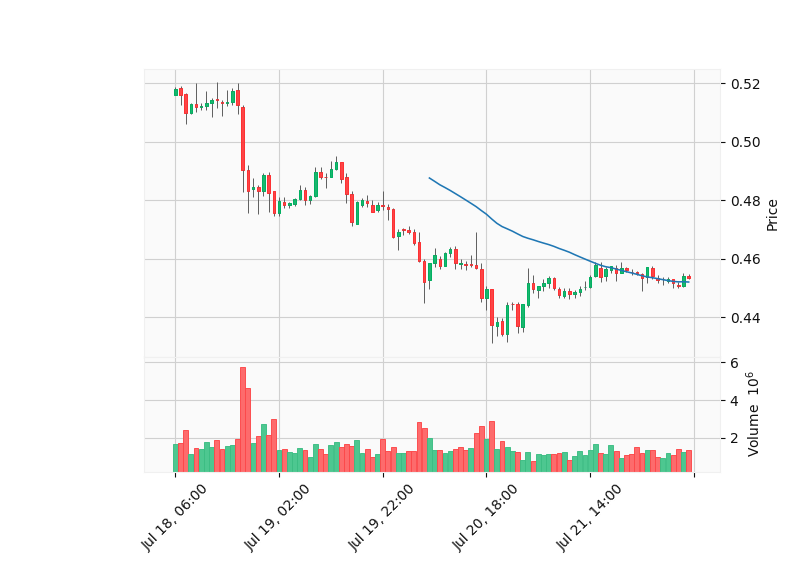 0.52
0.50
0.48
0.46
0.44
Price
6
4
2
Volume 10^6
Jul 18, 06:00
Jul 19, 02:00
Jul 19, 22:00
Jul 20, 18:00
Jul 21, 14:00